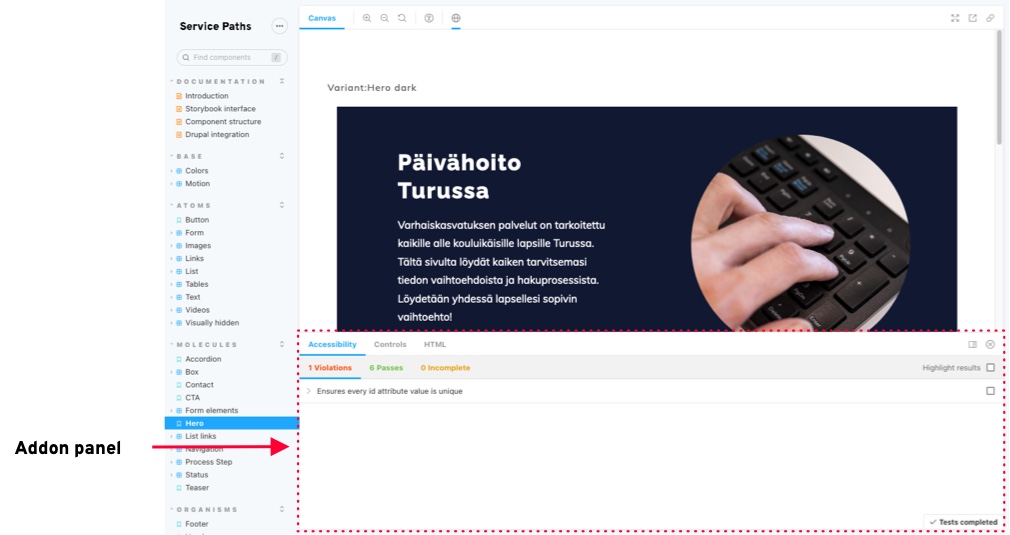 Service Paths
Find components
/
DOCUMENTATION
Introduction
Storybook interface
Component structure
Drupal integration
BASE
Colors
Motion
ATOMS
Button
Form
Images
Links
List
Tables
Text
Videos
Visually hidden
MOLECULES
Accordion
Box
Contact
CTA
Form elements
Hero
List links
Navigation
Process Step
Status
Teaser
ORGANISMS
Footer
Addon panel
Canvas
Variant:Hero dark
Päivähoito
Turussa
Varhaiskasvatuksen palvelut on tarkoitettu
kaikille alle kouluikäisille lapsille Turussa.
Tältä sivulta löydät kaiken tarvitsemasi
tiedon vaihtoehdoista ja hakuprosessista.
Löydetään yhdessä lapsellesi sopivin
vaihtoehto!
Accessibility Controls HTML
1 Violations 6 Passes 0 Incomplete Highlight results
Ensures every id attribute value is unique
Tests completed